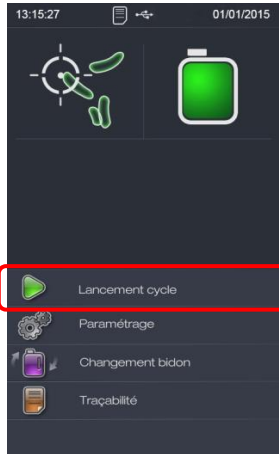 13:15:27 01/01/2015
Lancement cycle
Paramétrage
Changement bidon
Traçabilité